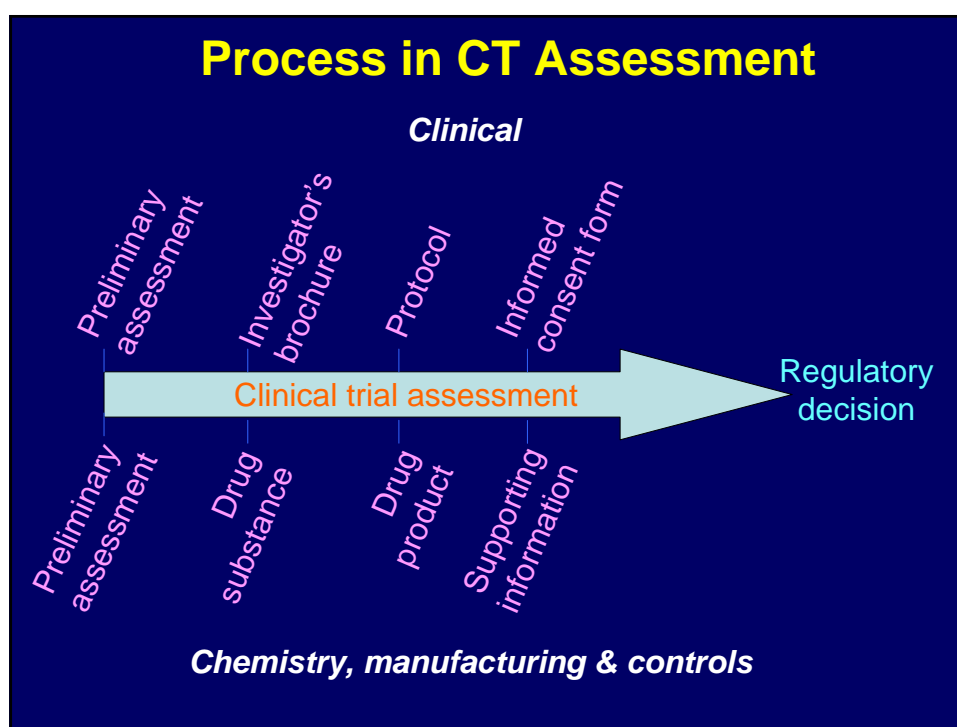 Process in CT Assessment
Clinical
Preliminary
assessment
Investigator's
brochure
Protocol
Informed
consent form
Clinical trial assessment
Regulatory
decision
Preliminary
assessment
Drug
substance
Drug
product
Supporting
information
Chemistry, manufacturing & controls